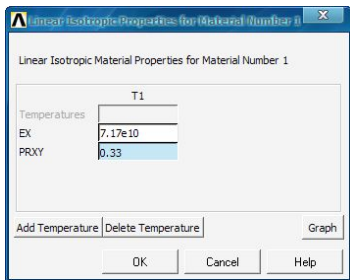 Linear Isotropic Properties for Material Number 1
Linear Isotropic Material Properties for Material Number 1
T1
Temperatures
EX 7.17e10
PRXY 0.33
Add Temperature Delete Temperature Graph
OK Cancel Help